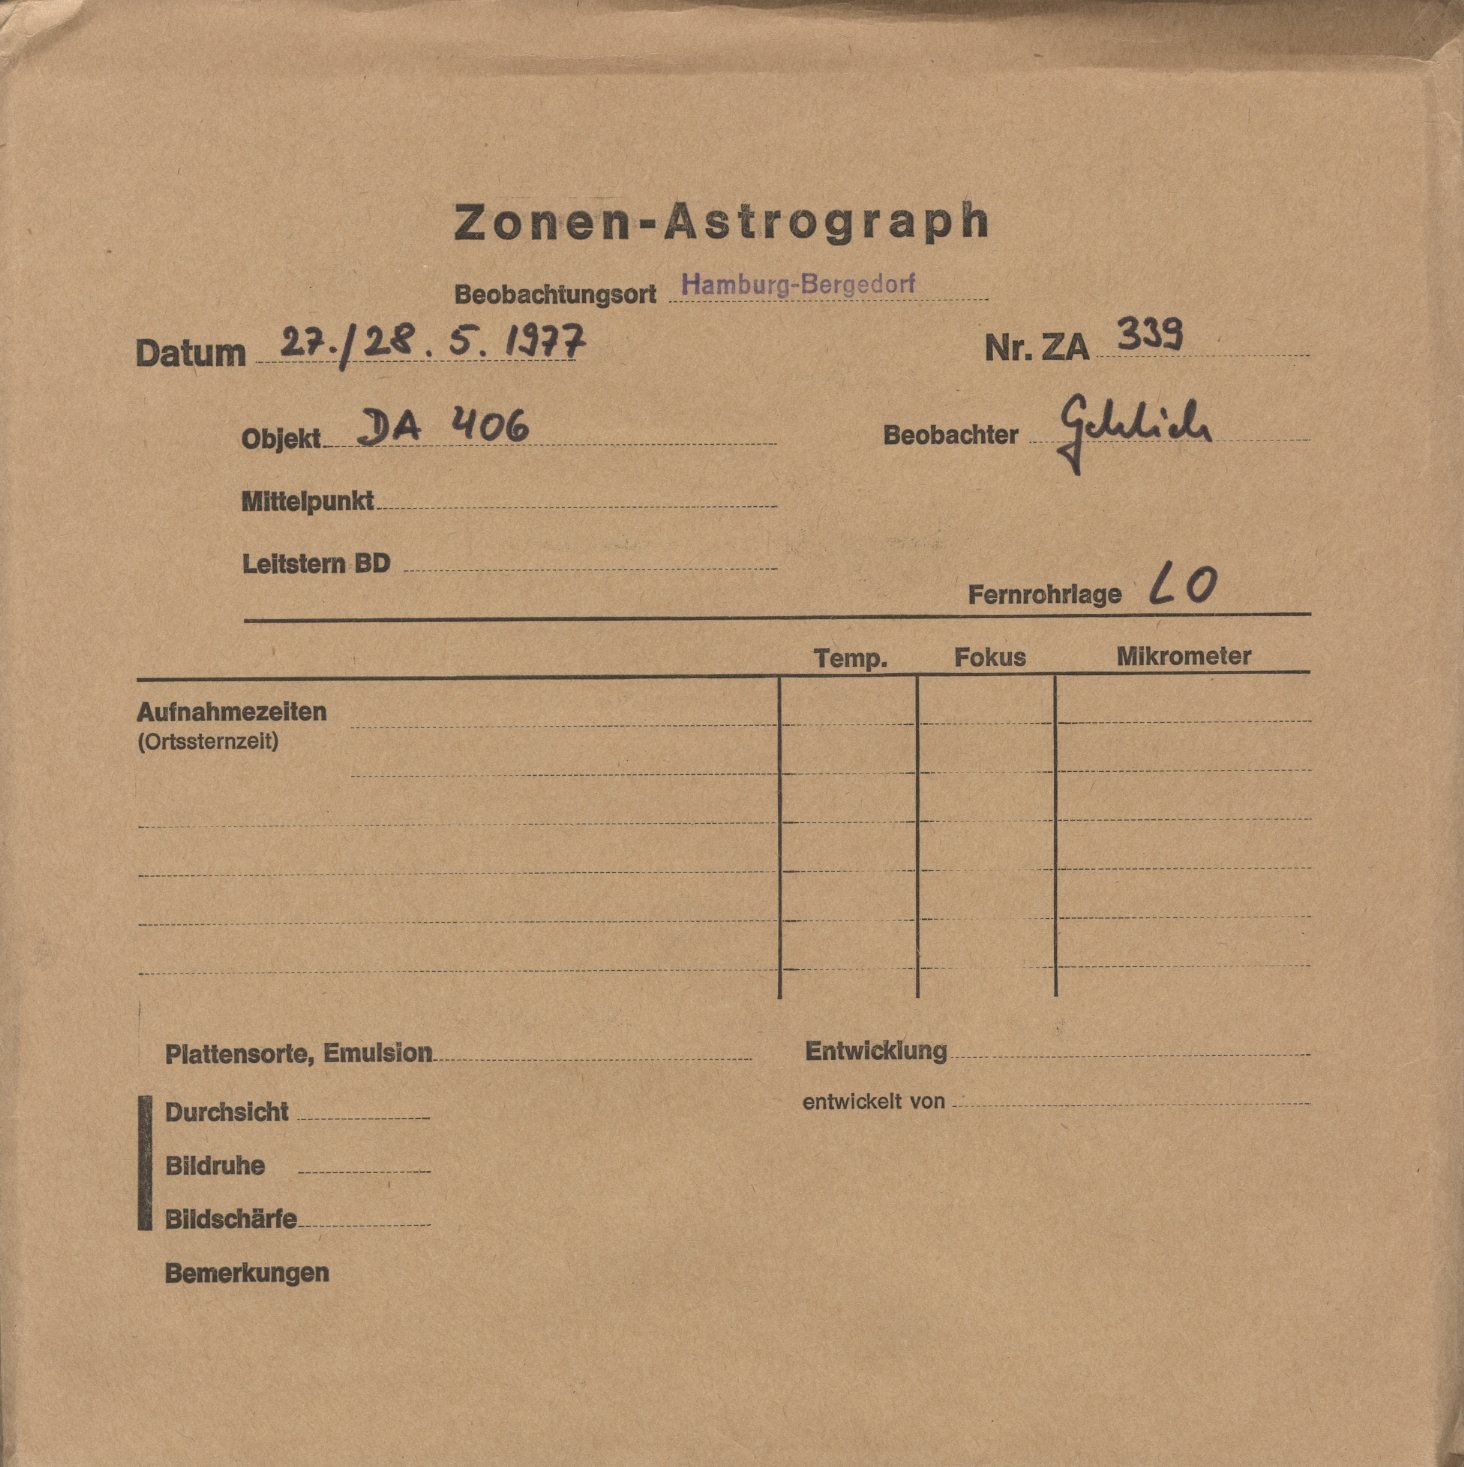 Zonen-Astrograph
Beobachtungsort Hamburg-Bergedorf
Datum 27./28. 5. 1977 Nr. ZA 339
Objekt DA 406 Beobachter
Mittelpunkt
Leitstern BD
Fernrohrlage LO
Temp. Fokus Mikrometer
Aufnahmezeiten
(Ortssternzeit)
Plattensorte, Emulsion Entwicklung
entwickelt von
Durchsicht
Bildruhe
Bildschärfe
Bemerkungen